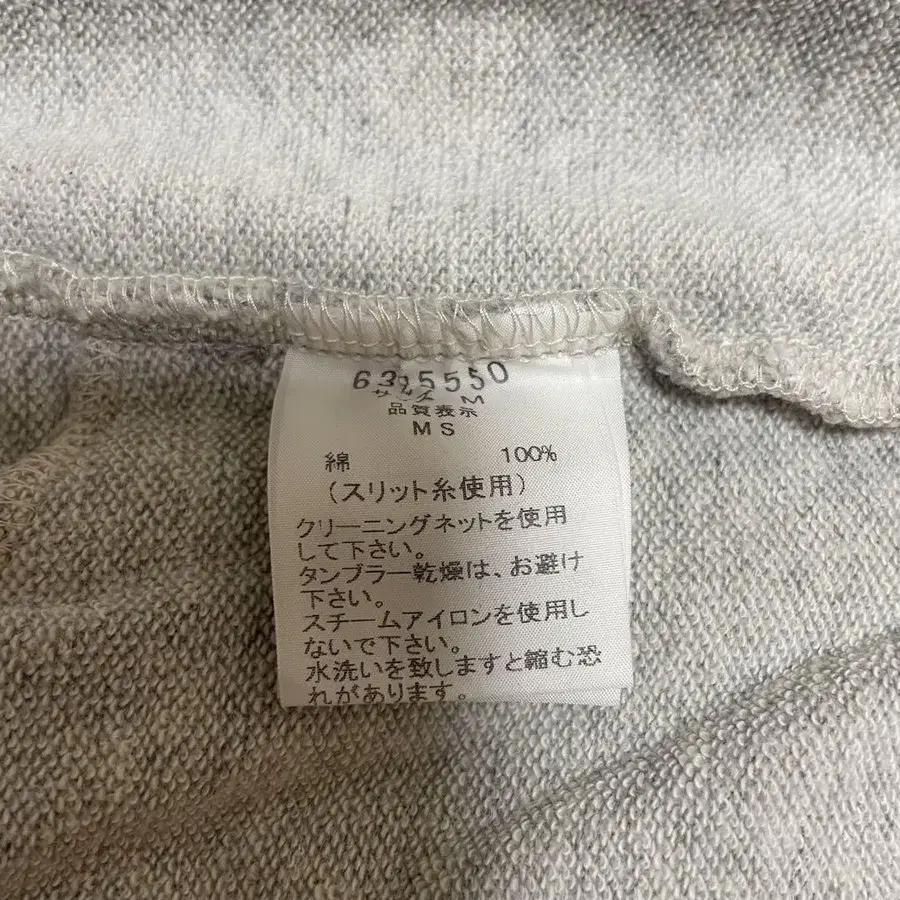 6325550
サイズ M
品質表示
MS
綿 100%
(スリット糸使用)
クリーニングネットを使用
して下さい。
タンブラー乾燥は、お避け
下さい。
スチームアイロンを使用し
ないで下さい。
水洗いを致しますと縮む恐
れがあります。